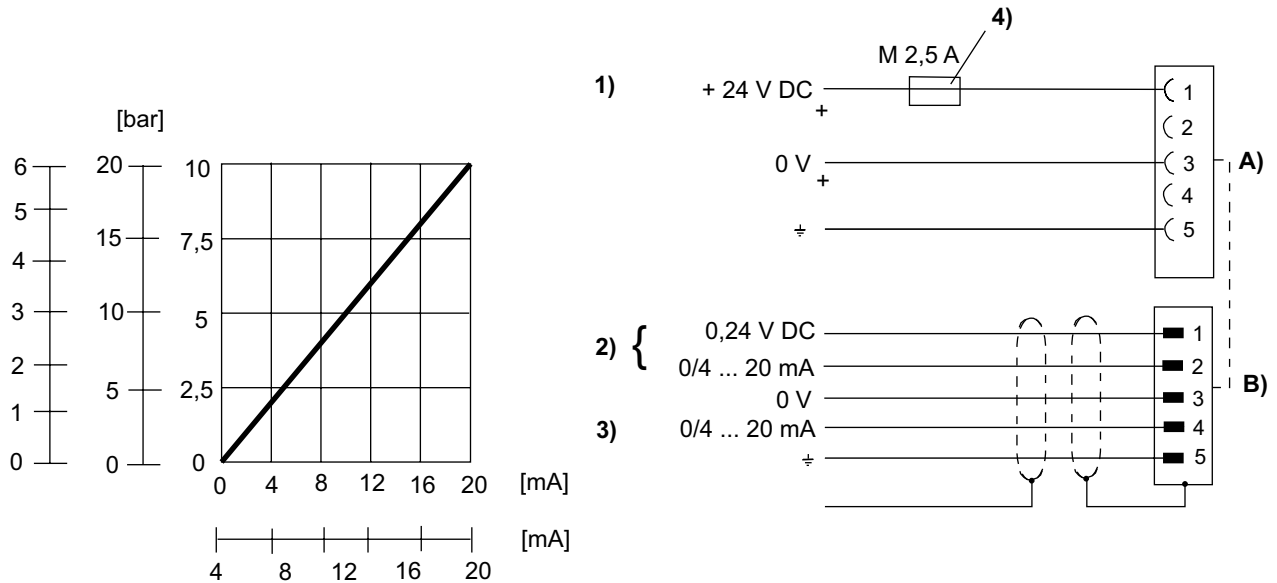 [bar]
6
5
4
3
2
1
0
20
15
10
5
0
10
7,5
5
2,5
0
0 4 8 12 16 20 [mA]
[mA]
4 8 12 16 20
4)
M 2,5 A
1) + 24 V DC
+
1
2
0 V
+
3
A)
4
⏚
5
2) {
0,24 V DC
1
0/4 ... 20 mA
2
B)
0 V
3
3) 0/4 ... 20 mA
4
⏚
5